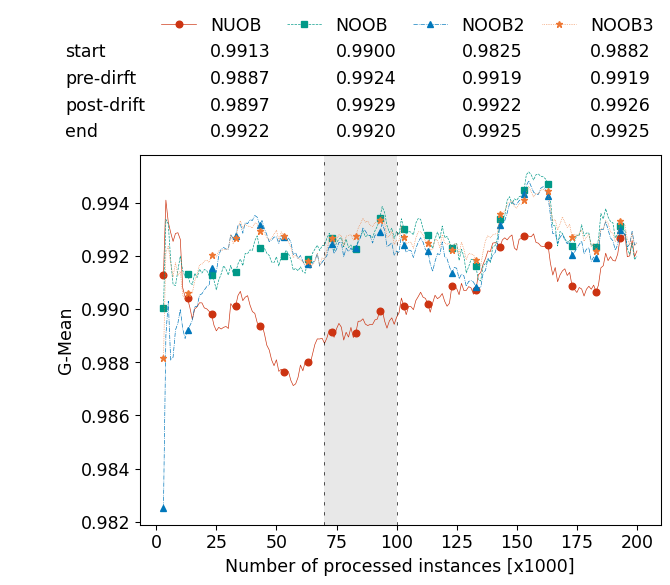 NUOB NOOB NOOB2 NOOB3
start 0.9913 0.9900 0.9825 0.9882
pre-dirft 0.9887 0.9924 0.9919 0.9919
post-drift 0.9897 0.9929 0.9922 0.9926
end 0.9922 0.9920 0.9925 0.9925
0.994
0.992
0.990
0.988
0.986
0.984
0.982
G-Mean
0 25 50 75 100 125 150 175 200
Number of processed instances [x1000]